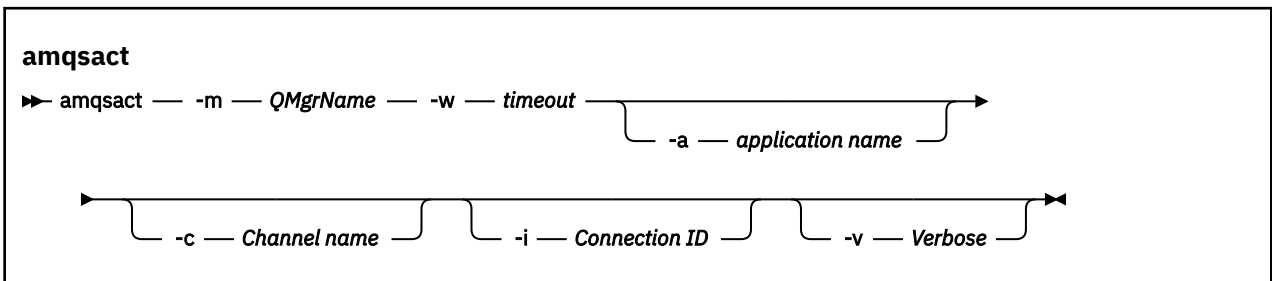 amqsact
amqsact -m QMgrName -w timeout
-a application name
-c Channel name -i Connection ID -v Verbose